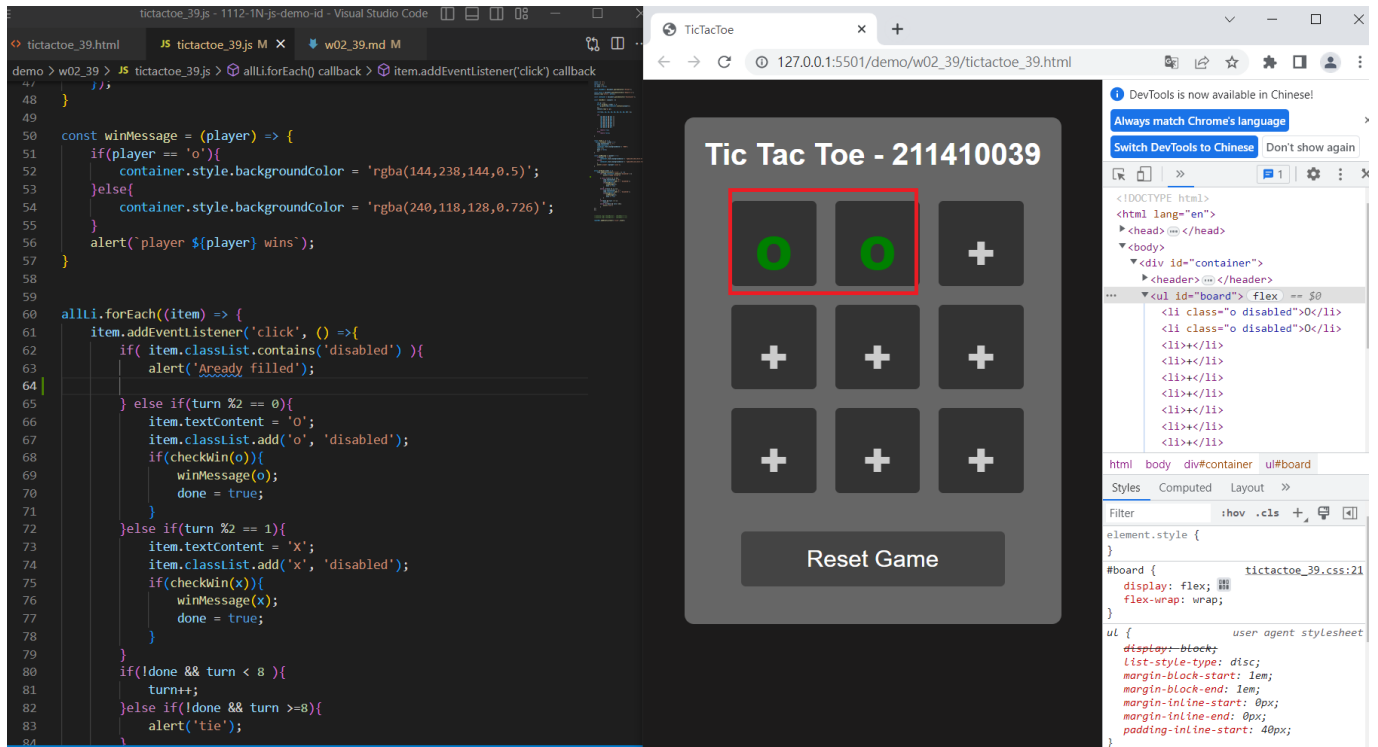 tictactoe_39.js - 1112-1N-js-demo-id - Visual Studio Code
tictactoe_39.html
JS tictactoe_39.js M
w02_39.md M
demo > w02_39 > JS tictactoe_39.js > allLi.forEach() callback > item.addEventListener('click') callback
47 });
48 }
49
50 const winMessage = (player) => {
51 if(player == 'o'){
52 container.style.backgroundColor = 'rgba(144,238,144,0.5)';
53 }else{
54 container.style.backgroundColor = 'rgba(240,118,128,0.726)';
55 }
56 alert(`player ${player} wins`);
57 }
58
59
60 allLi.forEach((item) => {
61 item.addEventListener('click', () =>{
62 if( item.classList.contains('disabled') ){
63 alert('Aready filled');
64
65 } else if(turn %2 == 0){
66 item.textContent = 'O';
67 item.classList.add('o', 'disabled');
68 if(checkWin(o)){
69 winMessage(o);
70 done = true;
71 }
72 }else if(turn %2 == 1){
73 item.textContent = 'X';
74 item.classList.add('x', 'disabled');
75 if(checkWin(x)){
76 winMessage(x);
77 done = true;
78 }
79 }
80 if(!done && turn < 8 ){
81 turn++;
82 }else if(!done && turn >=8){
83 alert('tie');
84 }
TicTacToe
127.0.0.1:5501/demo/w02_39/tictactoe_39.html
Tic Tac Toe - 211410039
o o +
+ + +
+ + +
Reset Game
DevTools is now available in Chinese!
Always match Chrome's language
Switch DevTools to Chinese
Don't show again
1
<!DOCTYPE html>
<html lang="en">
<head> … </head>
<body>
<div id="container">
<header> … </header>
<ul id="board"> flex == $0
<li class="o disabled">O</li>
<li class="o disabled">O</li>
<li>+</li>
<li>+</li>
<li>+</li>
<li>+</li>
<li>+</li>
<li>+</li>
<li>+</li>
html body div#container ul#board
Styles Computed Layout
Filter :hov .cls +
element.style {
}
#board { tictactoe_39.css:21
display: flex;
flex-wrap: wrap;
}
ul { user agent stylesheet
display: block;
list-style-type: disc;
margin-block-start: 1em;
margin-block-end: 1em;
margin-inline-start: 0px;
margin-inline-end: 0px;
padding-inline-start: 40px;
}